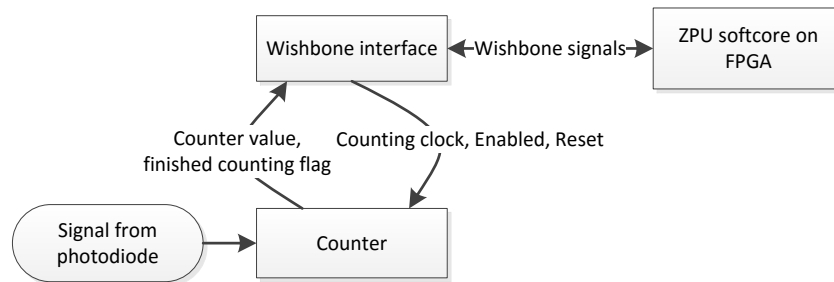 Wishbone interface
Wishbone signals
ZPU softcore on
FPGA
Counter value,
finished counting flag
Counting clock, Enabled, Reset
Signal from
photodiode
Counter